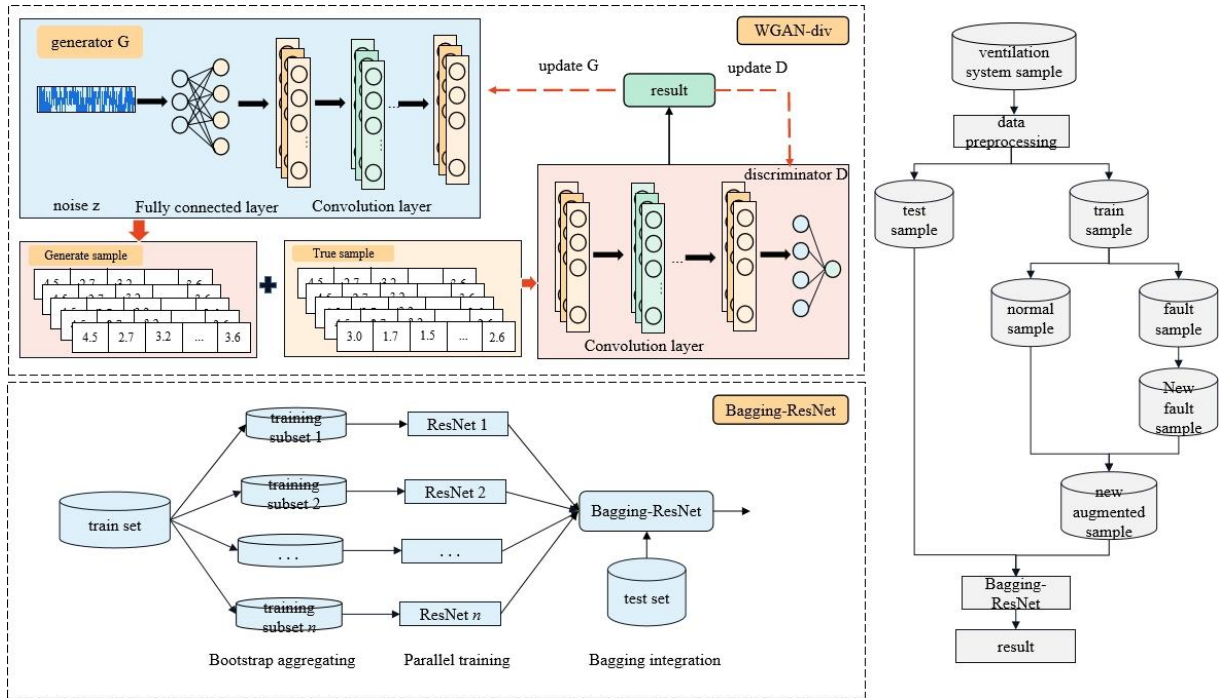 generator G
WGAN-div
update G
update D
result
discriminator D
noise z
Fully connected layer
Convolution layer
Generate sample
4.5 2.7 3.2 ... 3.6
True sample
3.0 1.7 1.5 ... 2.6
...
Convolution layer
Bagging-ResNet
train set
training
subset 1
ResNet 1
training
subset 2
ResNet 2
. . .
. . .
training
subset n
ResNet n
Bagging-ResNet
test set
Bootstrap aggregating
Parallel training
Bagging integration
ventilation
system sample
data
preprocessing
test
sample
train
sample
normal
sample
fault
sample
New
fault
sample
new
augmented
sample
Bagging-
ResNet
result